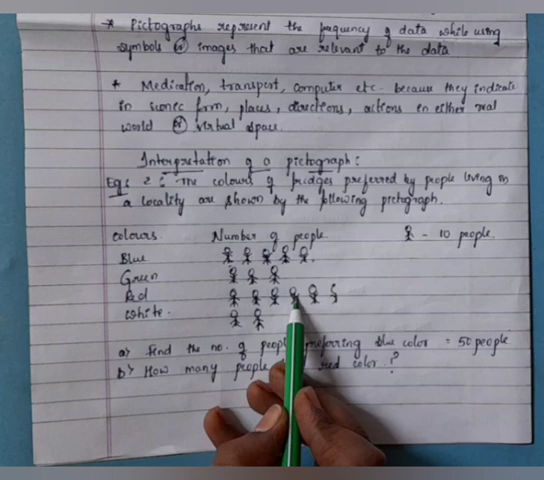 * Pictographs represent the frequency of data while using
symbols or images that are relevant to the data
* Medication, transport, computer etc. because they indicate
in iconic form, places, directions, actions in either real
world or virtual space.
Interpretation of a pictograph:
Eg: 2: The colours of fridges preferred by people living in
a locality are shown by the following pictograph.
colours. Number of people. - 10 people.
Blue
Green
Red
White.
a) Find the no. of people preferring blue color = 50 people
b) How many people red color?